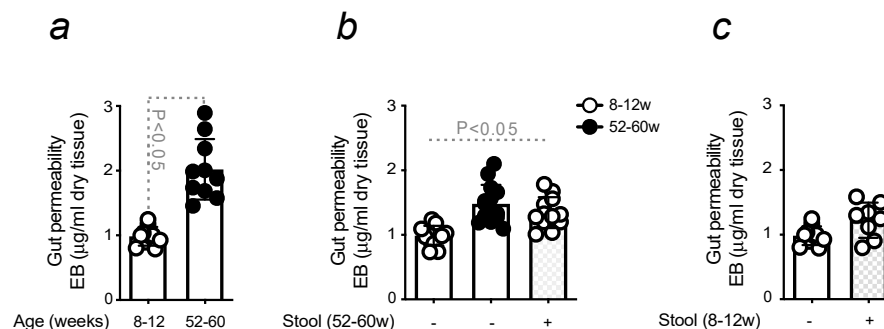 a
b
c
Gut permeability
EB (µg/ml dry tissue)
3
2
1
0
P<0.05
Age (weeks)
8-12
52-60
Gut permeability
EB (µg/ml dry tissue)
3
2
1
0
P<0.05
8-12w
52-60w
Stool (52-60w)
-
-
+
Gut permeability
EB (µg/ml dry tissue)
3
2
1
0
Stool (8-12w)
-
+